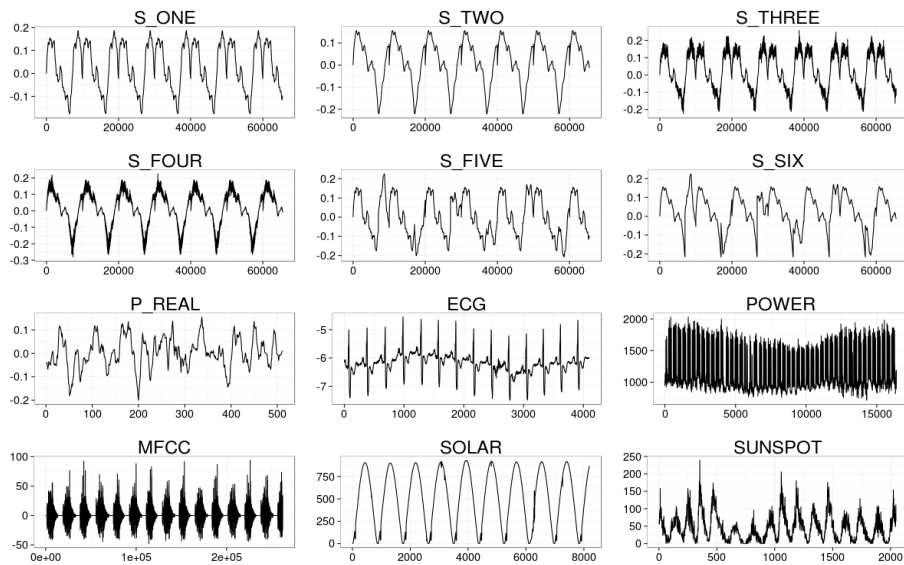 S_ONE S_TWO S_THREE
0.2 0.1 0.0 -0.1
0 20000 40000 60000
0.1 0.0 -0.1 -0.2
0 20000 40000 60000
0.2 0.1 0.0 -0.1 -0.2
0 20000 40000 60000
S_FOUR S_FIVE S_SIX
0.2 0.1 0.0 -0.1 -0.2 -0.3
0 20000 40000 60000
0.2 0.1 0.0 -0.1 -0.2
0 20000 40000 60000
0.2 0.1 0.0 -0.1 -0.2
0 20000 40000 60000
P_REAL ECG POWER
0.1 0.0 -0.1 -0.2
0 100 200 300 400 500
-5 -6 -7
0 1000 2000 3000 4000
2000 1500 1000
0 5000 10000 15000
MFCC SOLAR SUNSPOT
100 50 0 -50
0e+00 1e+05 2e+05
750 500 250 0
0 2000 4000 6000 8000
250 200 150 100 50 0
0 500 1000 1500 2000